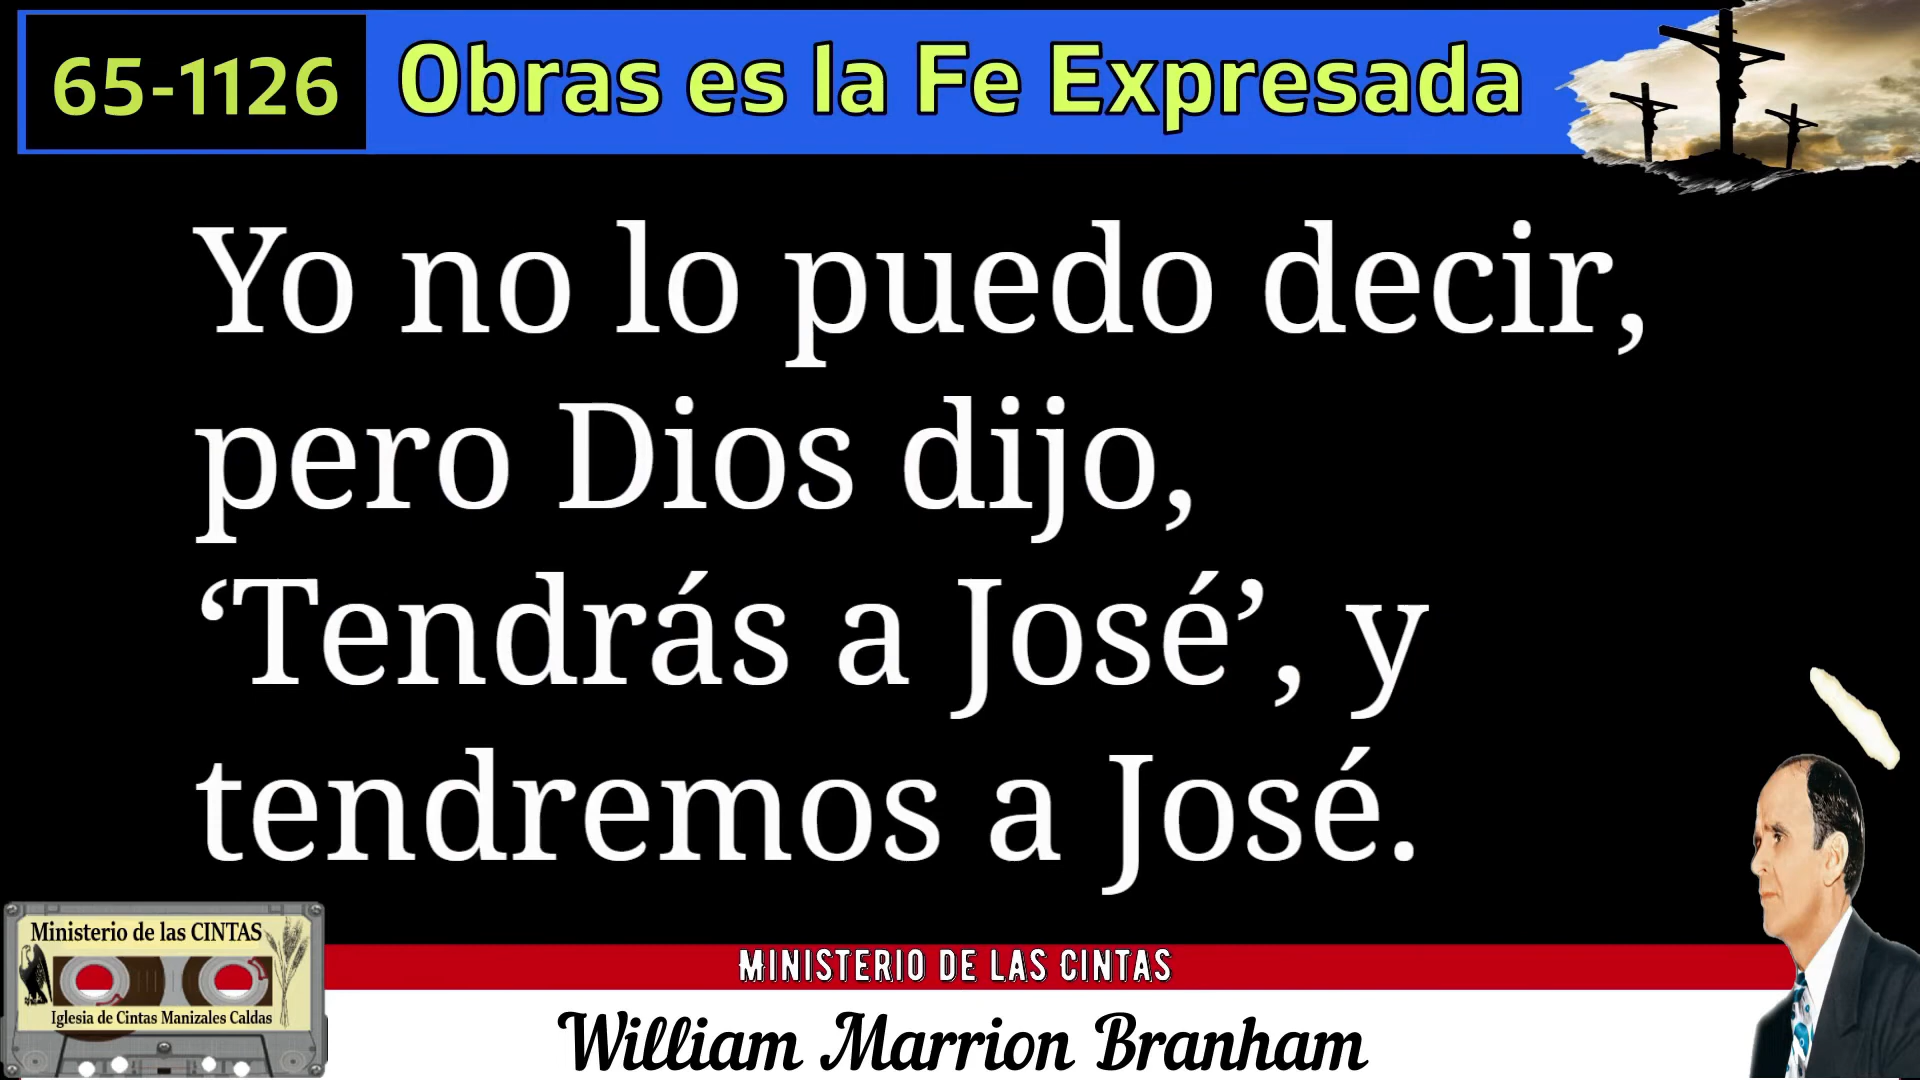 65-1126
Obras es la Fe Expresada
Yo no lo puedo decir,
pero Dios dijo,
‘Tendrás a José’, y
tendremos a José.
Ministerio de las CINTAS
Iglesia de Cintas Manizales Caldas
MINISTERIO DE LAS CINTAS
William Marrion Branham